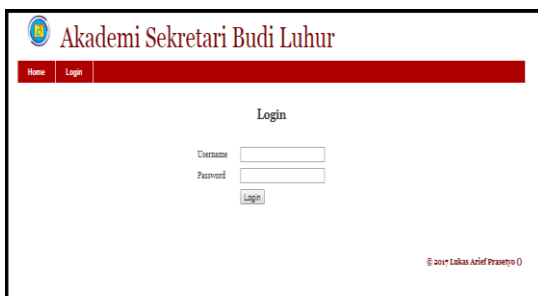 Akademi Sekretari Budi Luhur
Home Login
Login
Username
Password
Login
© 2017 Lukas Arief Prasetyo ()